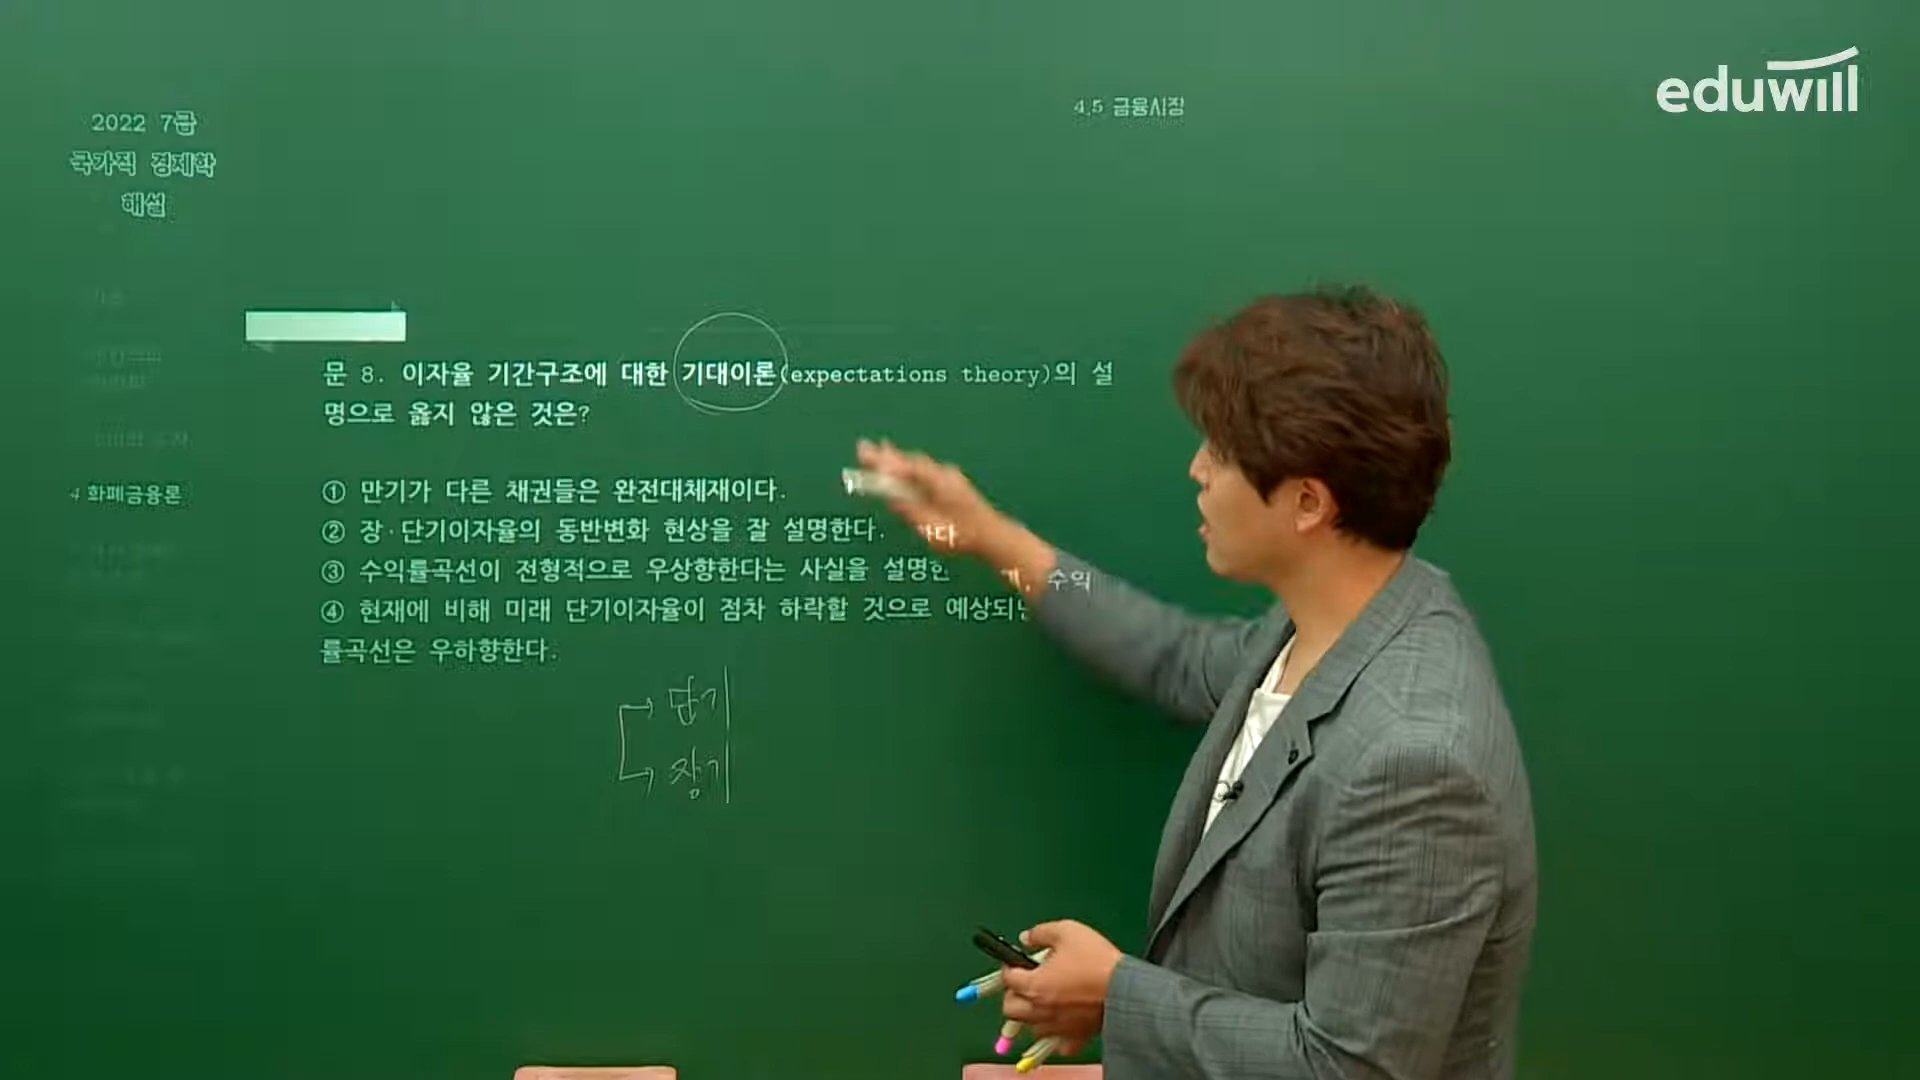 eduwill
4.5 금융시장
2022 7급
국가직 경제학
해설
문 8. 이자율 기간구조에 대한 기대이론(expectations theory)의 설
명으로 옳지 않은 것은?
① 만기가 다른 채권들은 완전대체재이다.
② 장·단기이자율의 동반변화 현상을 잘 설명한다.
③ 수익률곡선이 전형적으로 우상향한다는 사실을 설명한
④ 현재에 비해 미래 단기이자율이 점차 하락할 것으로 예상되 수익
률곡선은 우하향한다.
4 화폐금융론
단기
장기